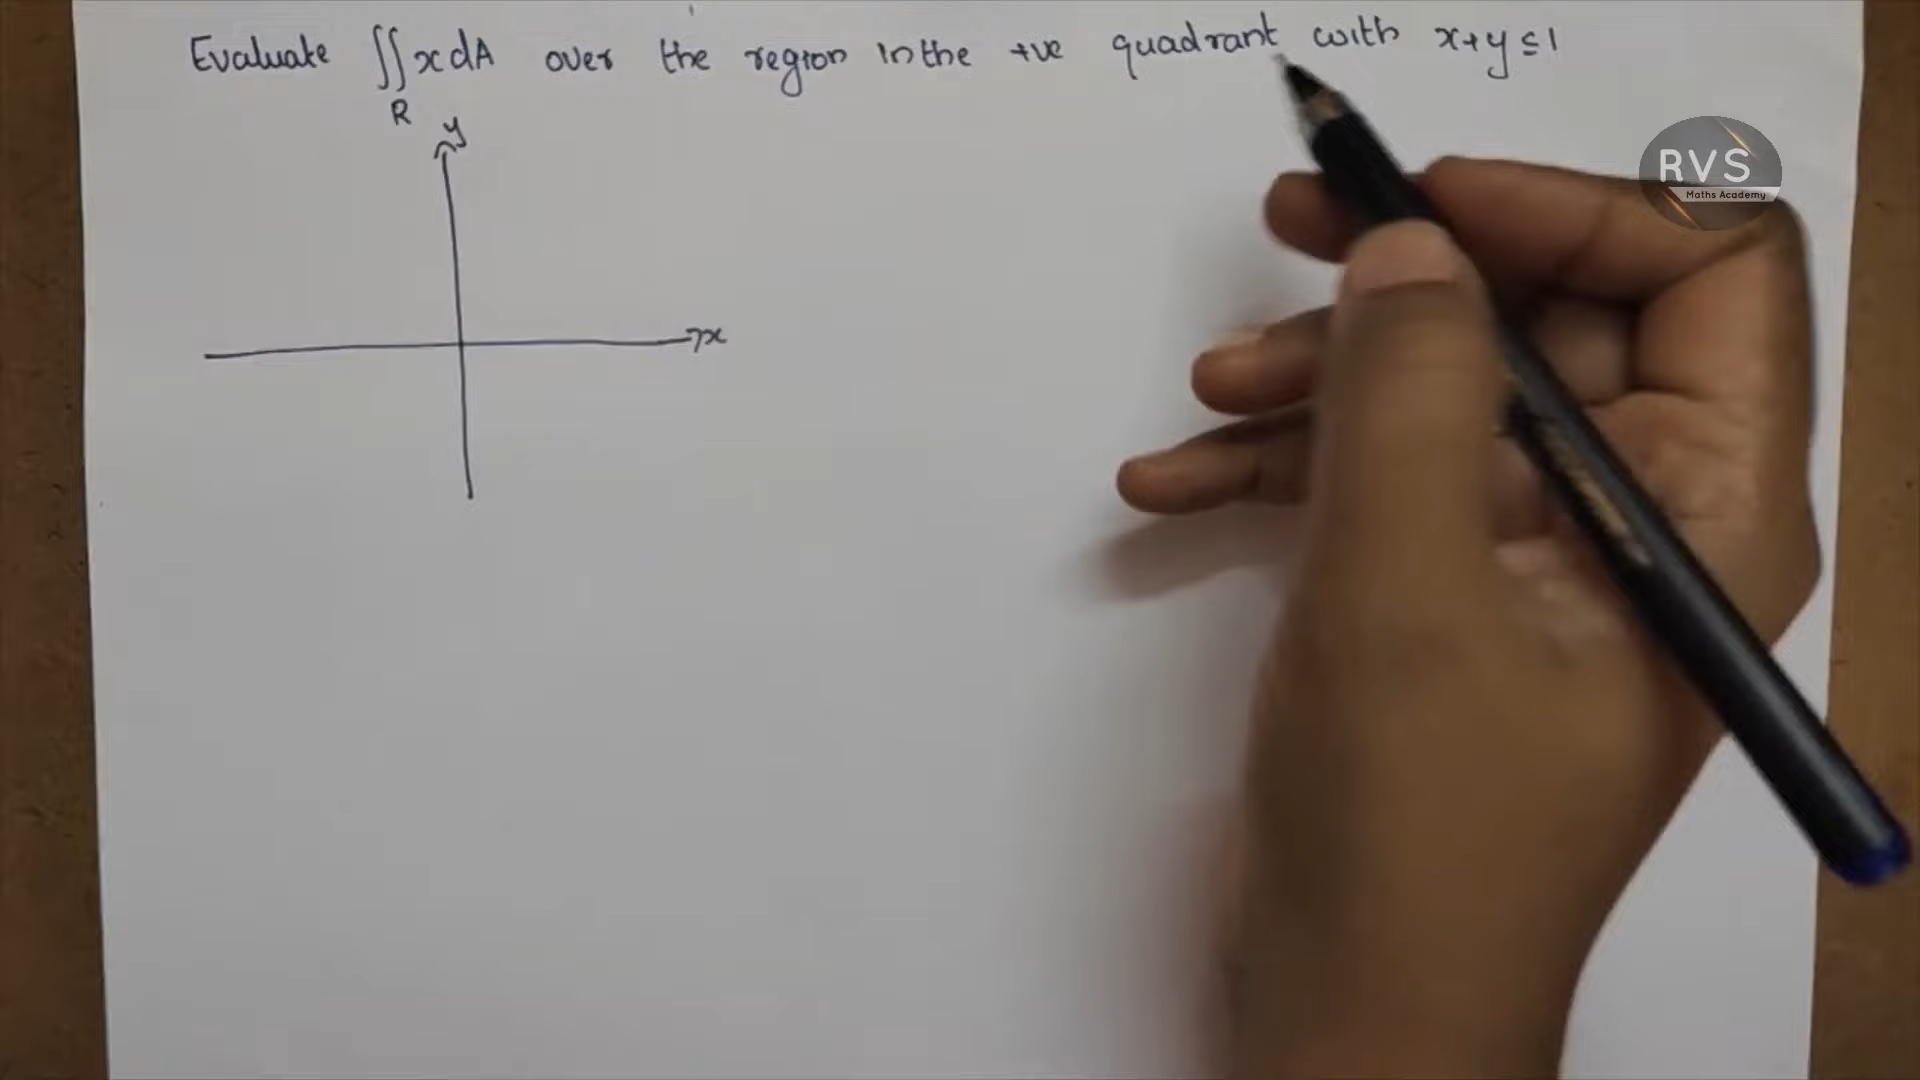 Evaluate ∬ x dA over the region in the +ve quadrant with x+y ≤ 1
R
y
x
RVS
Maths Academy